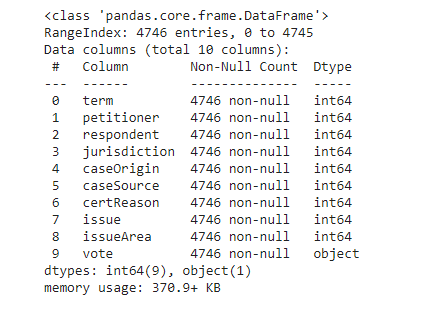 <class 'pandas.core.frame.DataFrame'>
RangeIndex: 4746 entries, 0 to 4745
Data columns (total 10 columns):
 #   Column        Non-Null Count  Dtype
---  ------        --------------  -----
 0   term          4746 non-null   int64
 1   petitioner    4746 non-null   int64
 2   respondent    4746 non-null   int64
 3   jurisdiction  4746 non-null   int64
 4   caseOrigin    4746 non-null   int64
 5   caseSource    4746 non-null   int64
 6   certReason    4746 non-null   int64
 7   issue         4746 non-null   int64
 8   issueArea     4746 non-null   int64
 9   vote          4746 non-null   object
dtypes: int64(9), object(1)
memory usage: 370.9+ KB